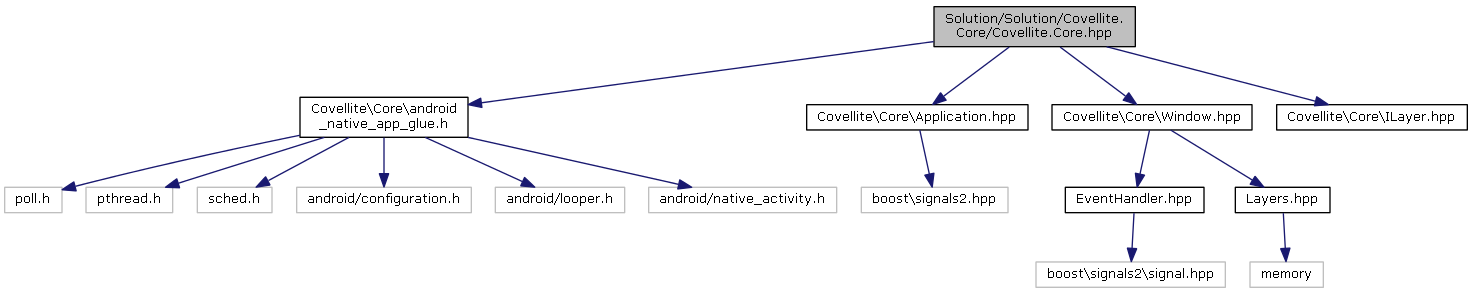 Solution/Solution/Covellite.
Core/Covellite.Core.hpp
Covellite\Core\android
_native_app_glue.h
Covellite\Core\Application.hpp
Covellite\Core\Window.hpp
Covellite\Core\ILayer.hpp
poll.h
pthread.h
sched.h
android/configuration.h
android/looper.h
android/native_activity.h
boost\signals2.hpp
EventHandler.hpp
Layers.hpp
boost\signals2\signal.hpp
memory